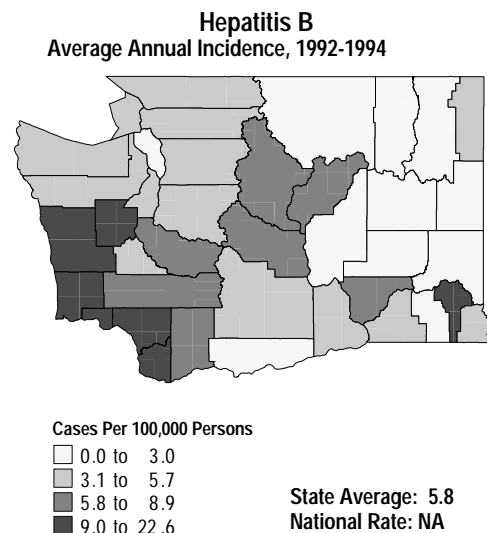 Hepatitis B
Average Annual Incidence, 1992-1994
Cases Per 100,000 Persons
0.0 to 3.0
3.1 to 5.7
5.8 to 8.9
9.0 to 22.6
State Average: 5.8
National Rate: NA